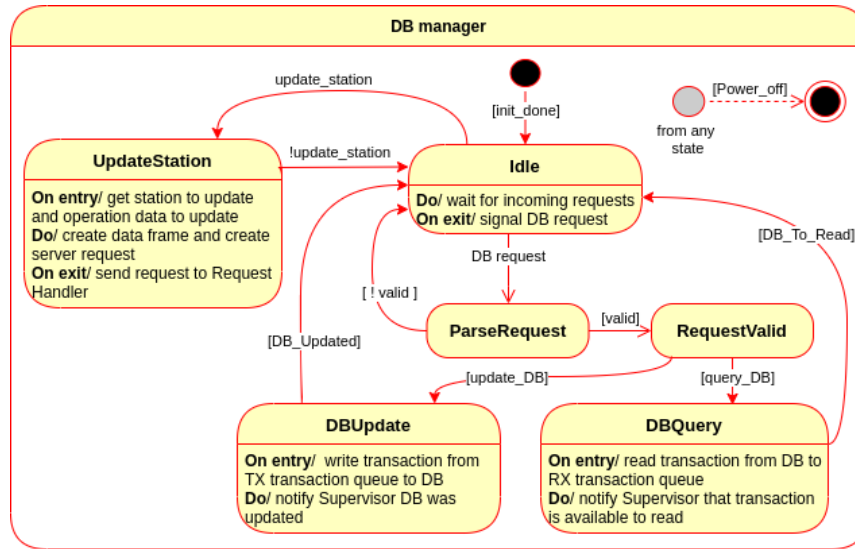 DB manager
update_station
[init_done]
[Power_off]
from any
state
UpdateStation
On entry/ get station to update
and operation data to update
Do/ create data frame and create
server request
On exit/ send request to Request
Handler
!update_station
Idle
Do/ wait for incoming requests
On exit/ signal DB request
[DB_To_Read]
DB request
[ ! valid ]
ParseRequest
[valid]
RequestValid
[DB_Updated]
[update_DB]
[query_DB]
DBUpdate
On entry/ write transaction from
TX transaction queue to DB
Do/ notify Supervisor DB was
updated
DBQuery
On entry/ read transaction from DB to
RX transaction queue
Do/ notify Supervisor that transaction
is available to read